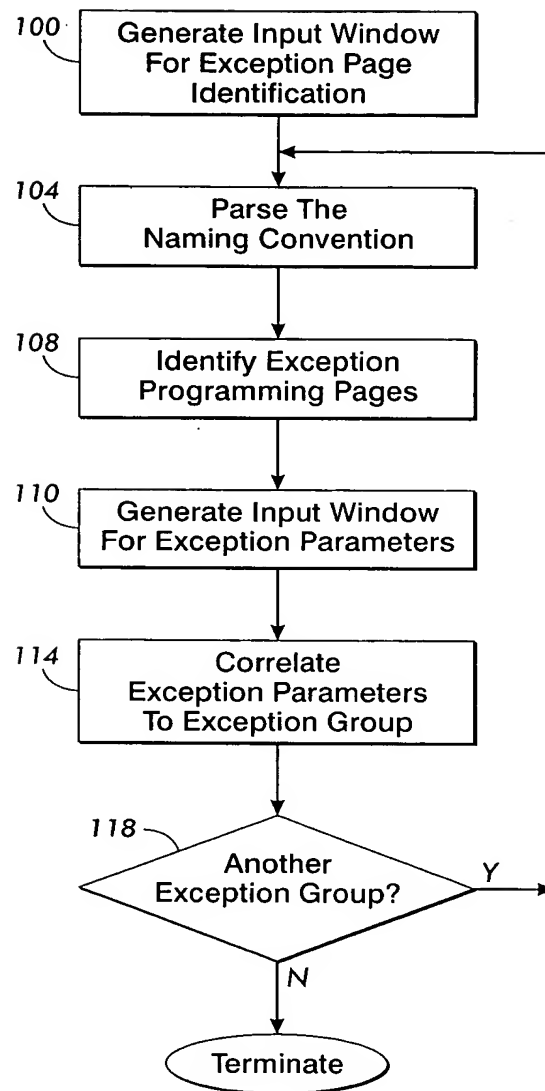 100
Generate Input Window
For Exception Page
Identification
104
Parse The
Naming Convention
108
Identify Exception
Programming Pages
110
Generate Input Window
For Exception Parameters
114
Correlate
Exception Parameters
To Exception Group
118
Another
Exception Group?
Y
N
Terminate